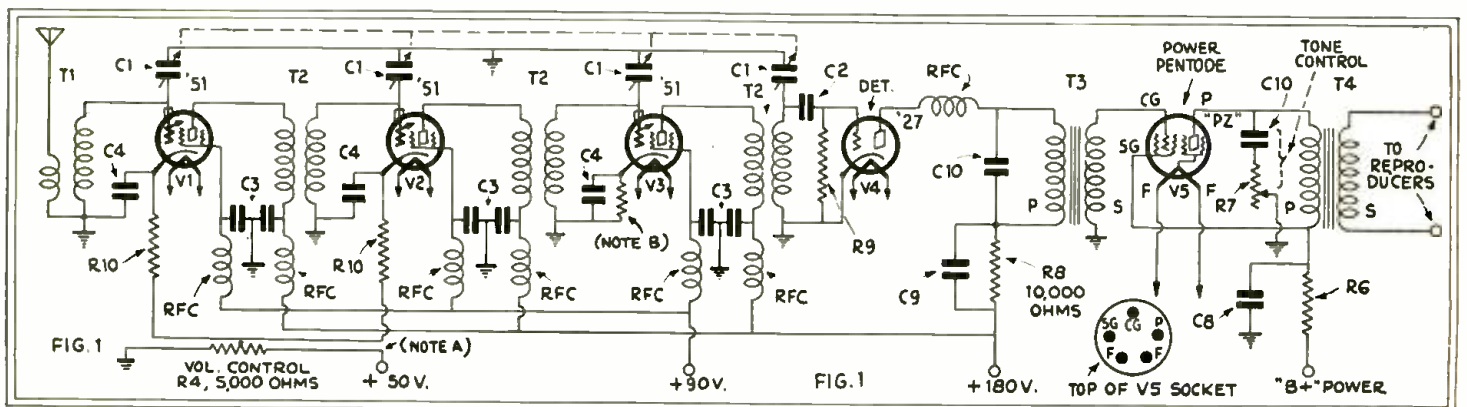 T1
C1
'51
C4
V1
R10
RFC
C3
RFC
T2
C1
'51
C4
V2
R10
RFC
C3
RFC
T2
C1
'51
C4
V3
(NOTE B)
RFC
C3
RFC
C1
T2
C2
R9
DET.
'27
V4
RFC
C10
C9
R8
10,000
OHMS
T3
P
S
POWER
PENTODE
CG
P
"PZ"
SG
V5
F
F
TONE
CONTROL
C10
R7
T4
P
S
TO
REPRO-
DUCERS
C8
R6
SG
CG
P
F
F
TOP OF V5 SOCKET
FIG.1
VOL. CONTROL
R4, 5,000 OHMS
(NOTE A)
+ 50V.
+90V.
FIG.1
+180V.
"B+" POWER